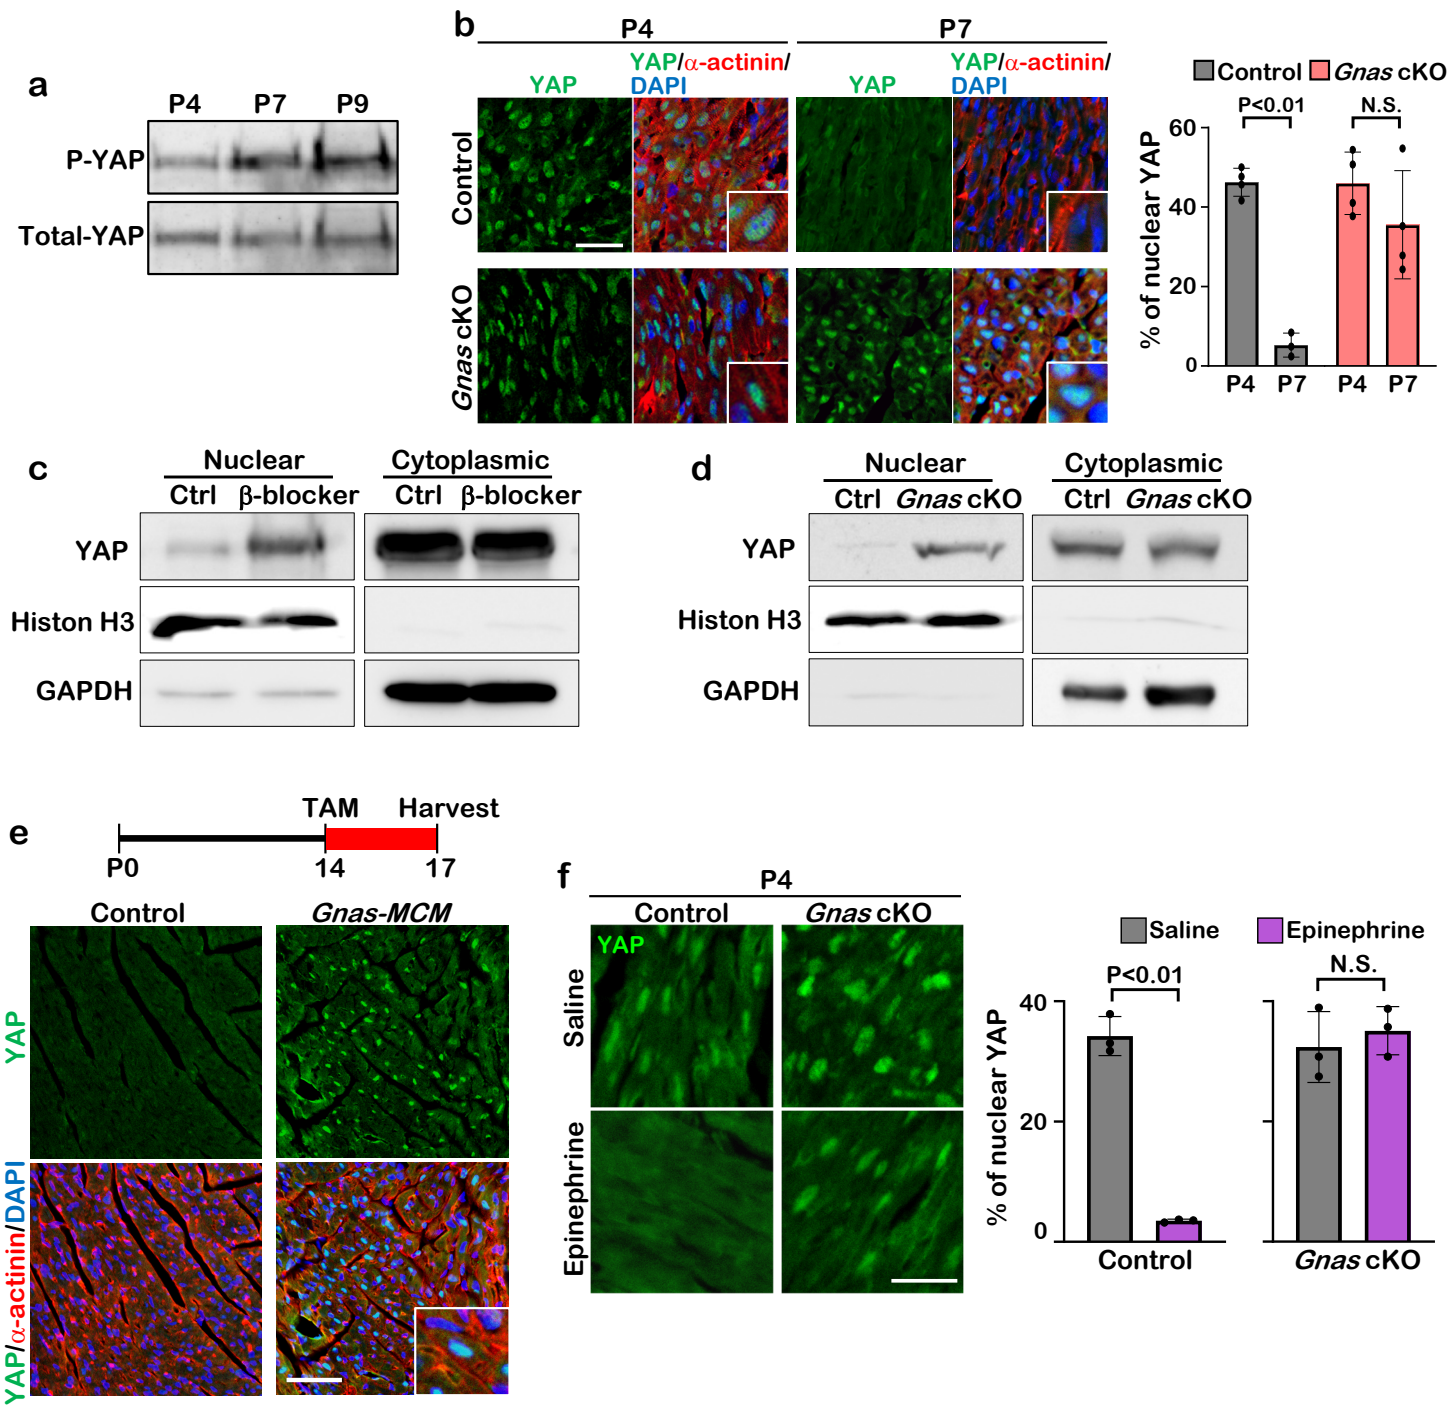 a
P4 P7 P9
P-YAP
Total-YAP
b
P4 P7
YAP YAP/α-actinin/DAPI YAP YAP/α-actinin/DAPI
Control
Gnas cKO
Control Gnas cKO
P<0.01 N.S.
% of nuclear YAP
60
40
20
0
P4 P7 P4 P7
c
Nuclear Cytoplasmic
Ctrl β-blocker Ctrl β-blocker
YAP
Histon H3
GAPDH
d
Nuclear Cytoplasmic
Ctrl Gnas cKO Ctrl Gnas cKO
YAP
Histon H3
GAPDH
e
TAM Harvest
P0 14 17
Control Gnas-MCM
YAP
YAP/α-actinin/DAPI
f
P4
Control Gnas cKO
YAP
Saline
Epinephrine
Saline Epinephrine
P<0.01 N.S.
% of nuclear YAP
40
20
0
Control Gnas cKO